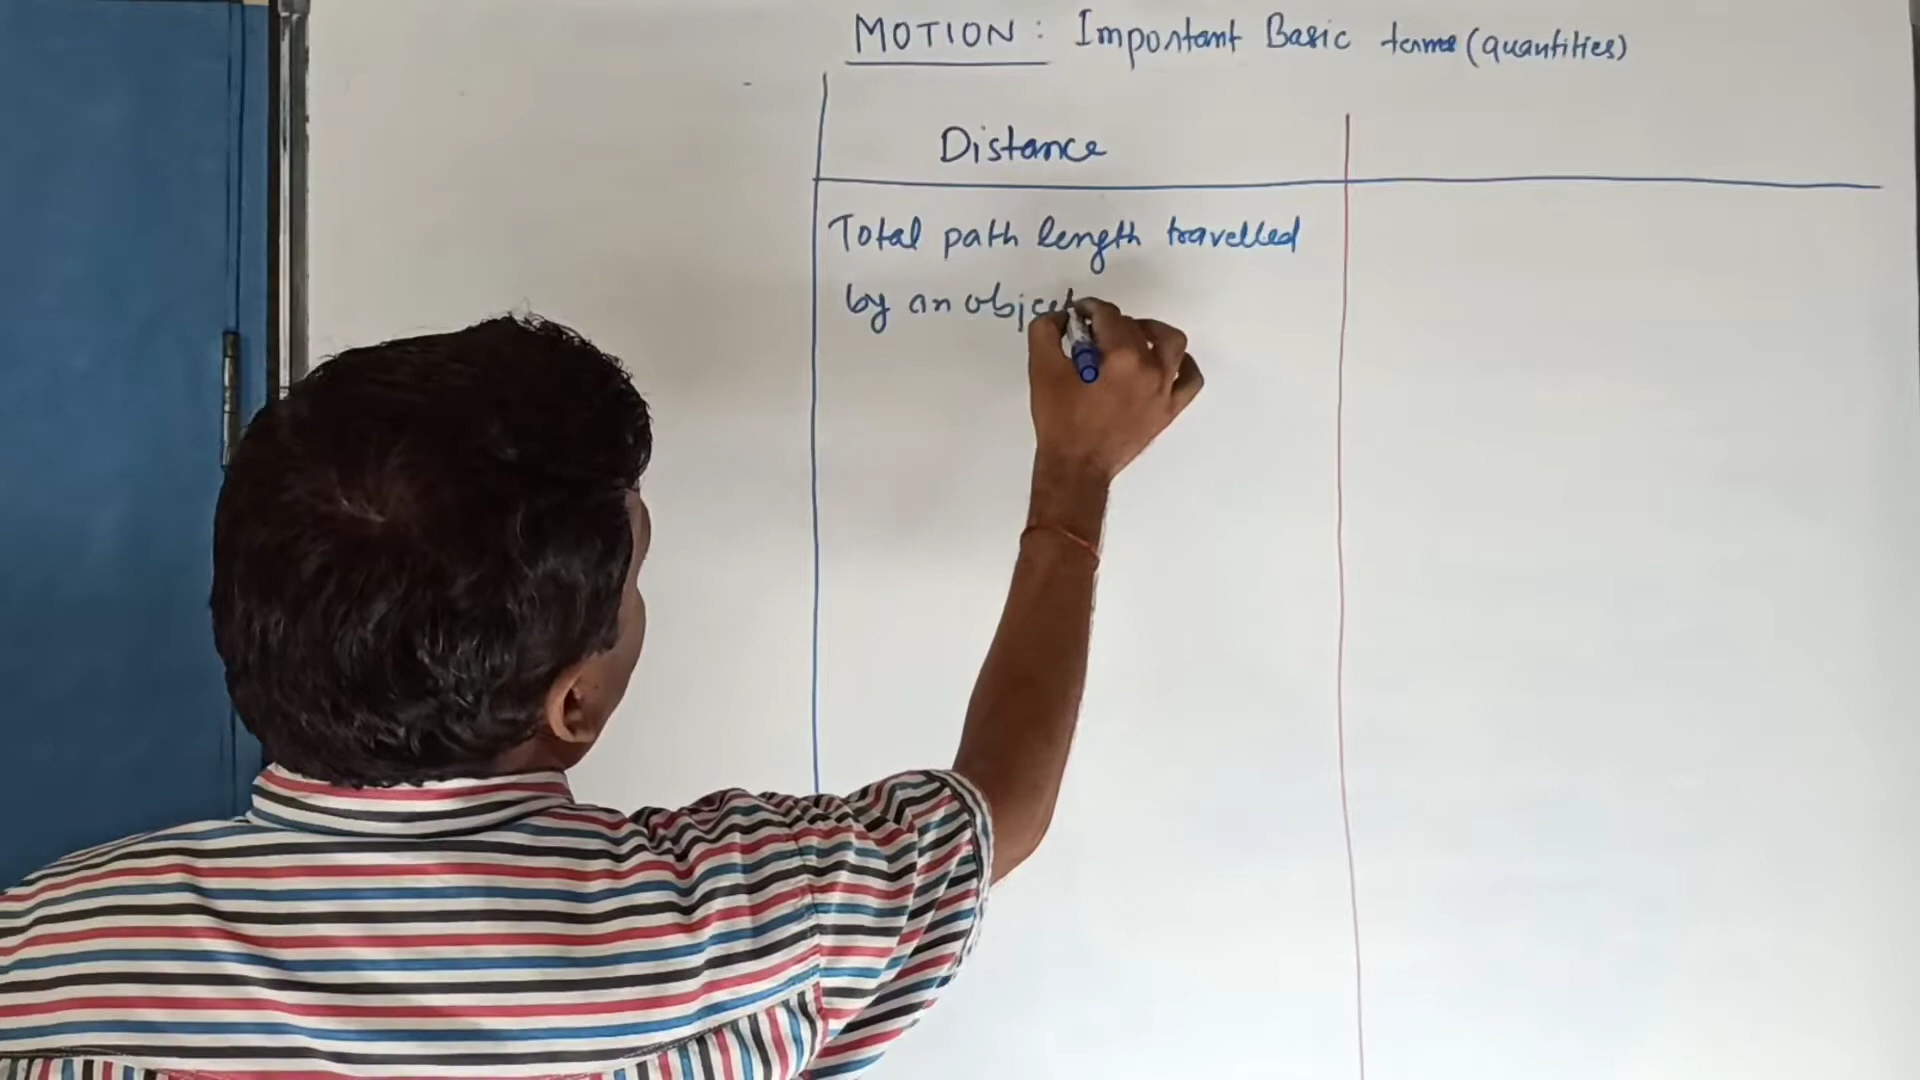 MOTION: Important Basic terms (quantities)
Distance
Total path length travelled
by an object